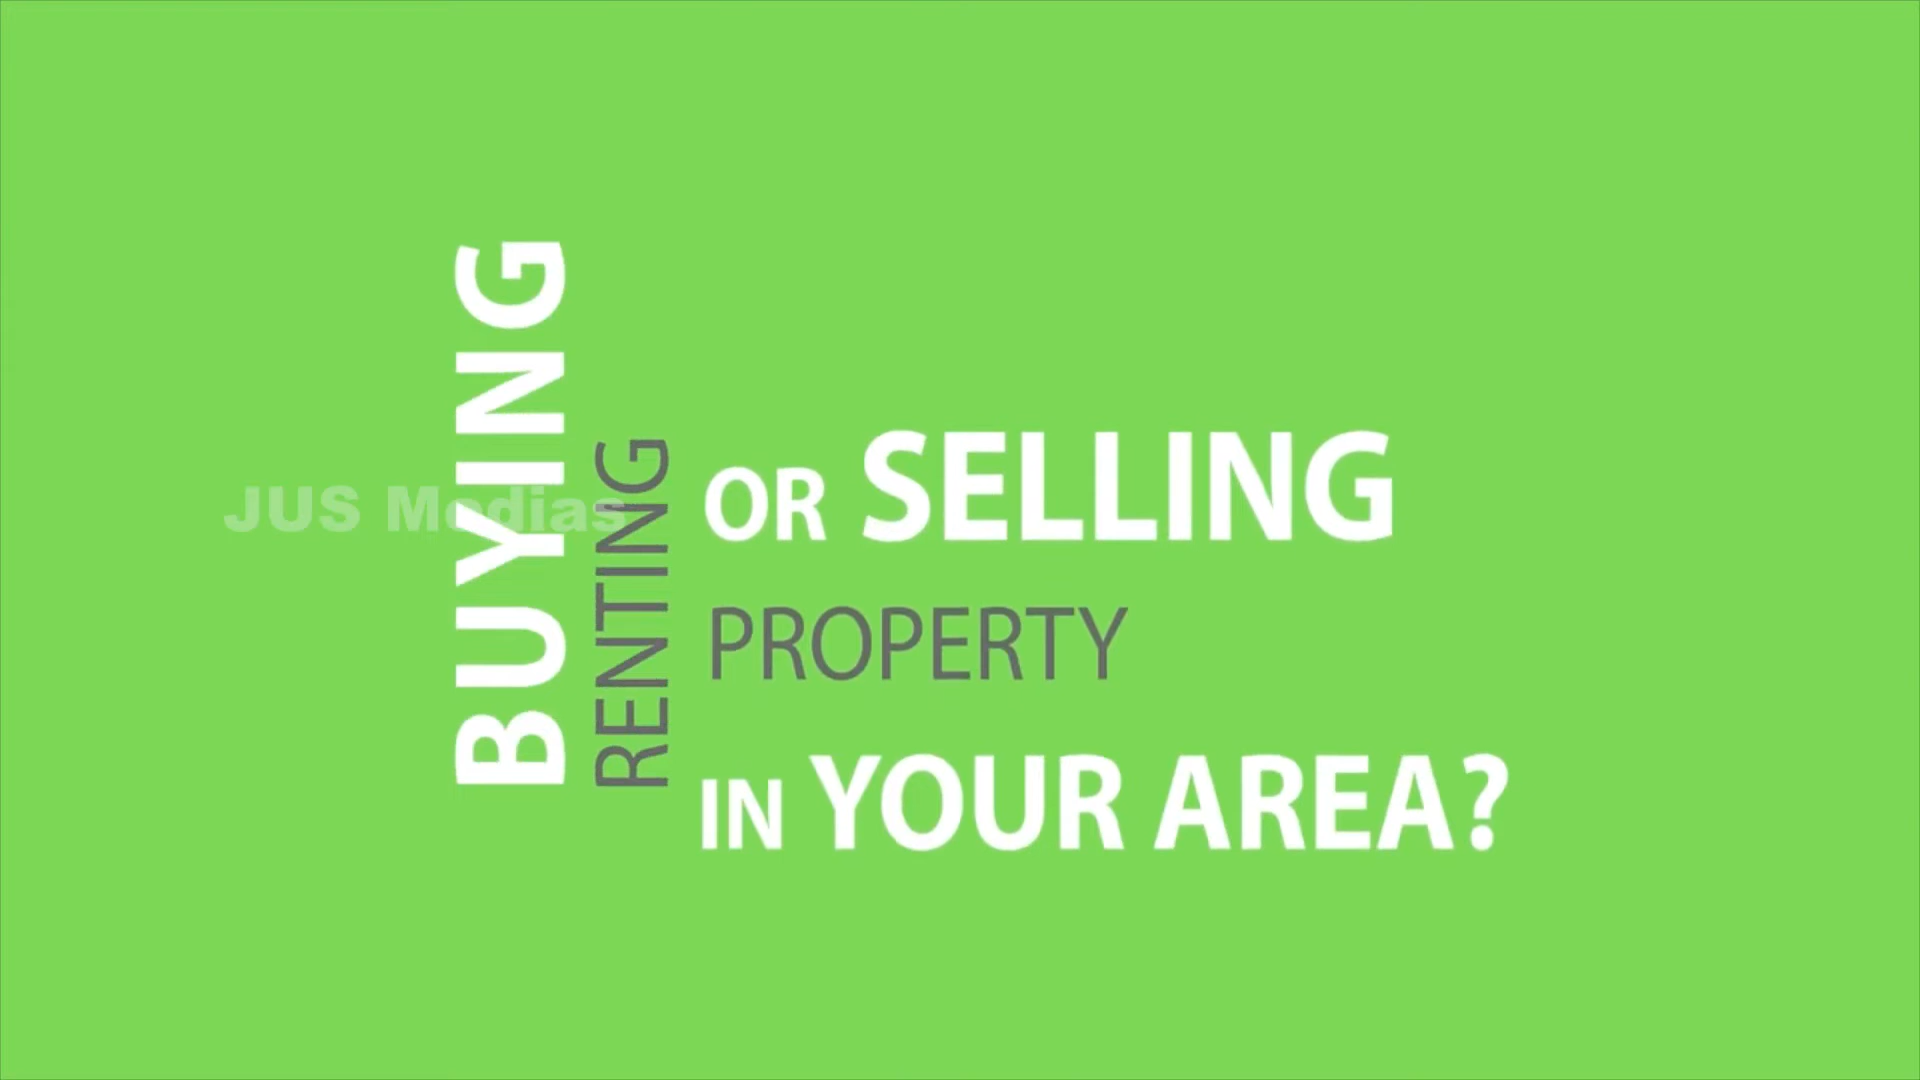 BUYING
RENTING
OR SELLING
PROPERTY
IN YOUR AREA?
JUS Medias